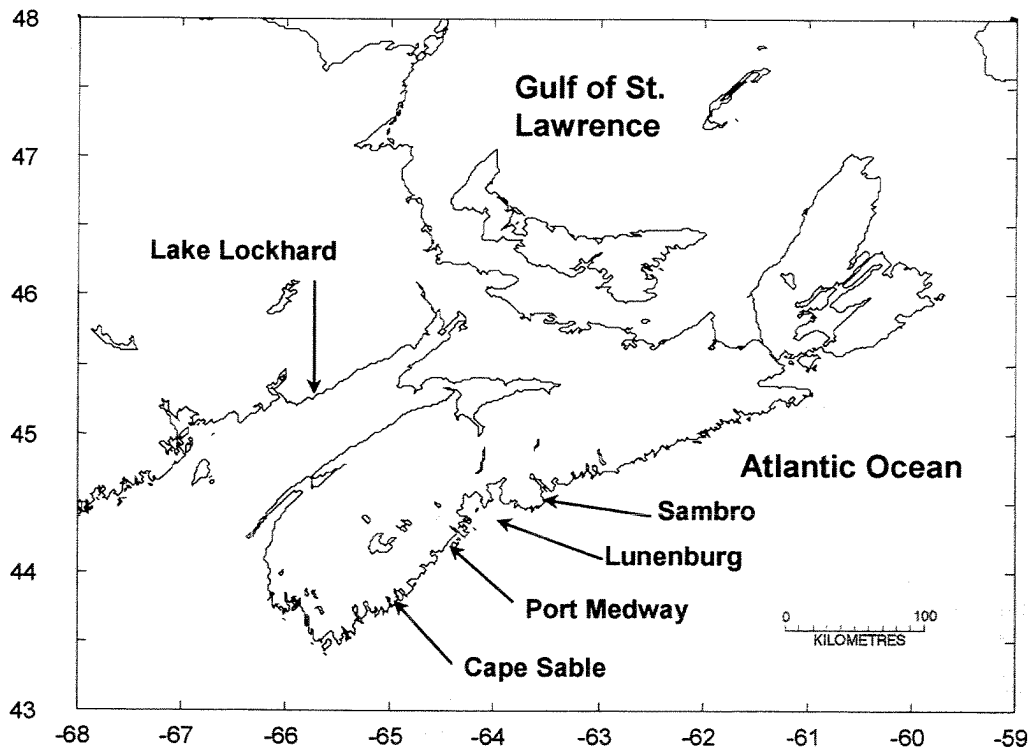 48
47
46
45
44
43
Gulf of St.
Lawrence
Lake Lockhard
Atlantic Ocean
Sambro
Lunenburg
Port Medway
Cape Sable
0 100
KILOMETRES
-68 -67 -66 -65 -64 -63 -62 -61 -60 -59